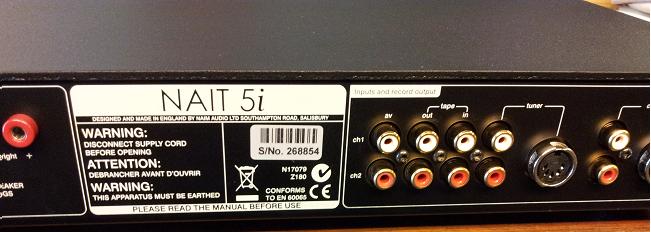 NAIT 5i
DESIGNED AND MADE IN ENGLAND BY NAIM AUDIO LTD SOUTHAMPTON ROAD, SALISBURY
WARNING:
DISCONNECT SUPPLY CORD
BEFORE OPENING
ATTENTION:
DEBRANCHER AVANT D'OUVRIR
WARNING:
THIS APPARATUS MUST BE EARTHED
S/No. 268854
N17079
Z180
CONFORMS
TO EN 60065
PLEASE READ THE MANUAL BEFORE USE
right +
Inputs and record output
tape
av out in tuner
ch1
ch2